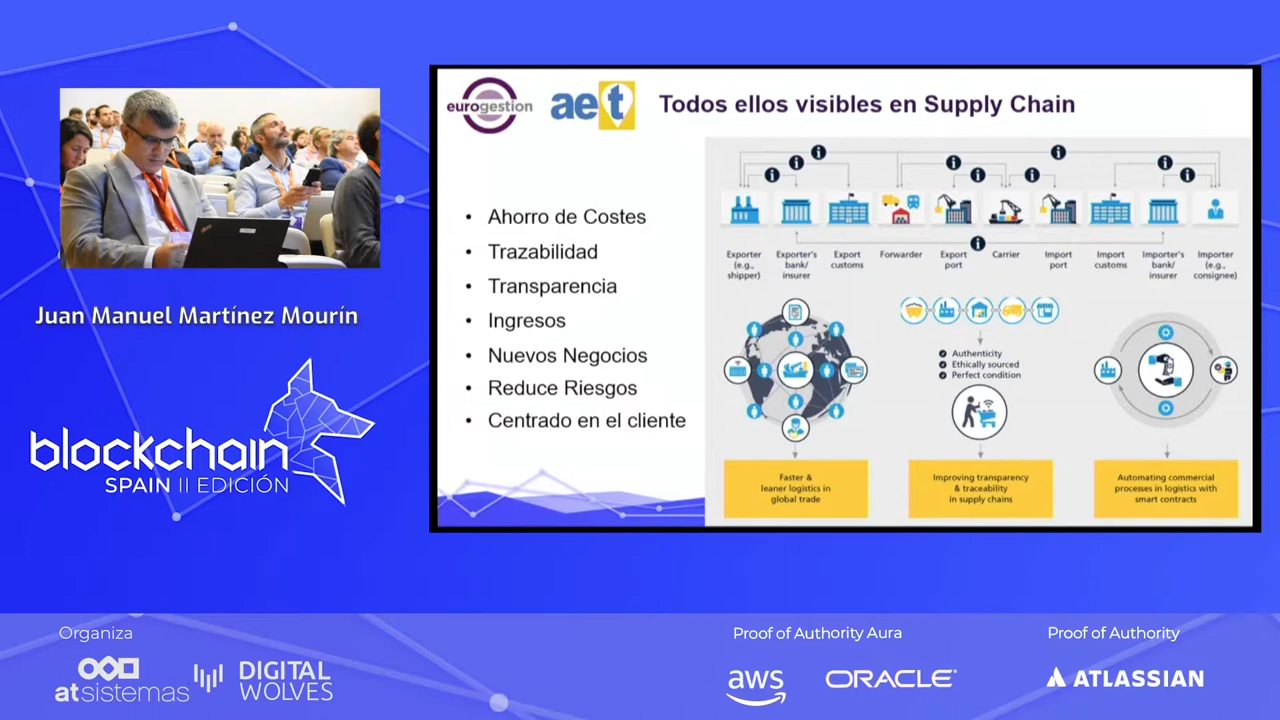 eurogestion
aet
Todos ellos visibles en Supply Chain
• Ahorro de Costes
• Trazabilidad
• Transparencia
• Ingresos
• Nuevos Negocios
• Reduce Riesgos
• Centrado en el cliente
Exporter
(e.g.,
shipper)
Exporter's
bank/
insurer
Export
customs
Forwarder
Export
port
Carrier
Import
port
Import
customs
Importer's
bank/
insurer
Importer
(e.g.,
consignee)
Authenticity
Ethically sourced
Perfect condition
Faster &
leaner logistics in
global trade
Improving transparency
& traceability
in supply chains
Automating commercial
processes in logistics with
smart contracts
Juan Manuel Martínez Mourín
blockchain
SPAIN II EDICIÓN
Organiza
atsistemas
DIGITAL
WOLVES
Proof of Authority Aura
aws
ORACLE
Proof of Authority
ATLASSIAN